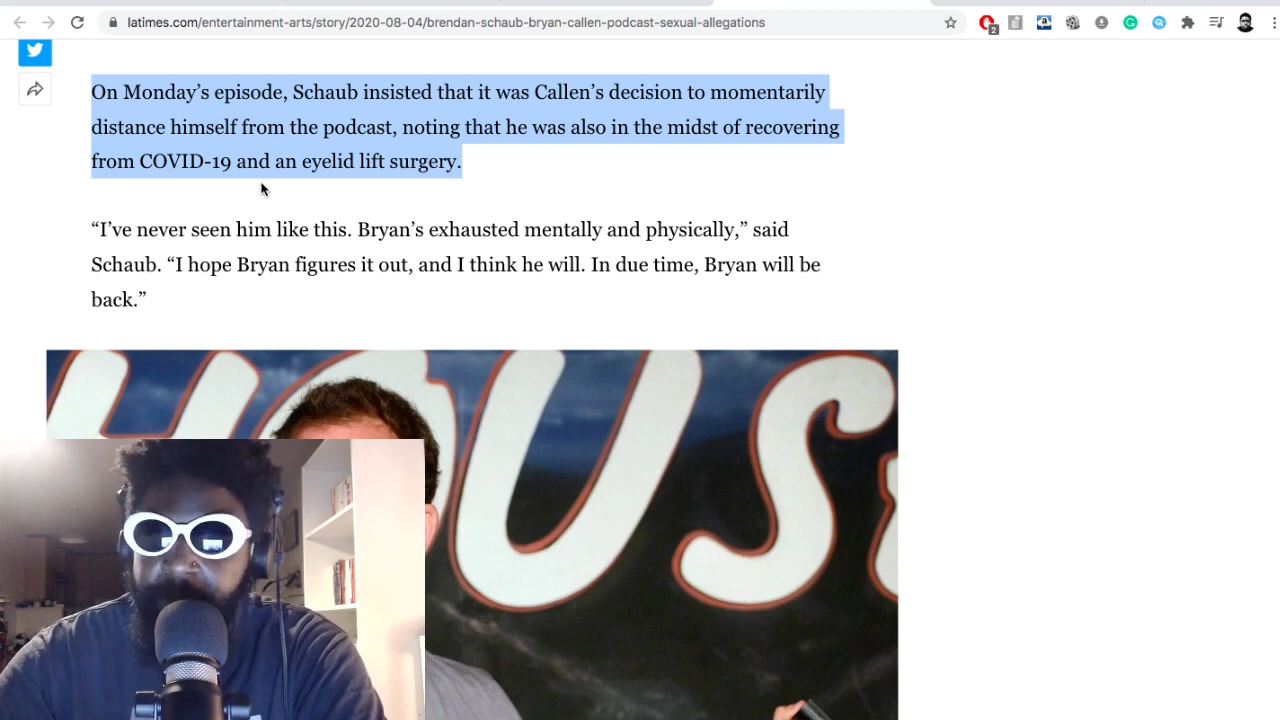 latimes.com/entertainment-arts/story/2020-08-04/brendan-schaub-bryan-callen-podcast-sexual-allegations
2
On Monday’s episode, Schaub insisted that it was Callen’s decision to momentarily
distance himself from the podcast, noting that he was also in the midst of recovering
from COVID-19 and an eyelid lift surgery.
“I’ve never seen him like this. Bryan’s exhausted mentally and physically,” said
Schaub. “I hope Bryan figures it out, and I think he will. In due time, Bryan will be
back.”
HOUS